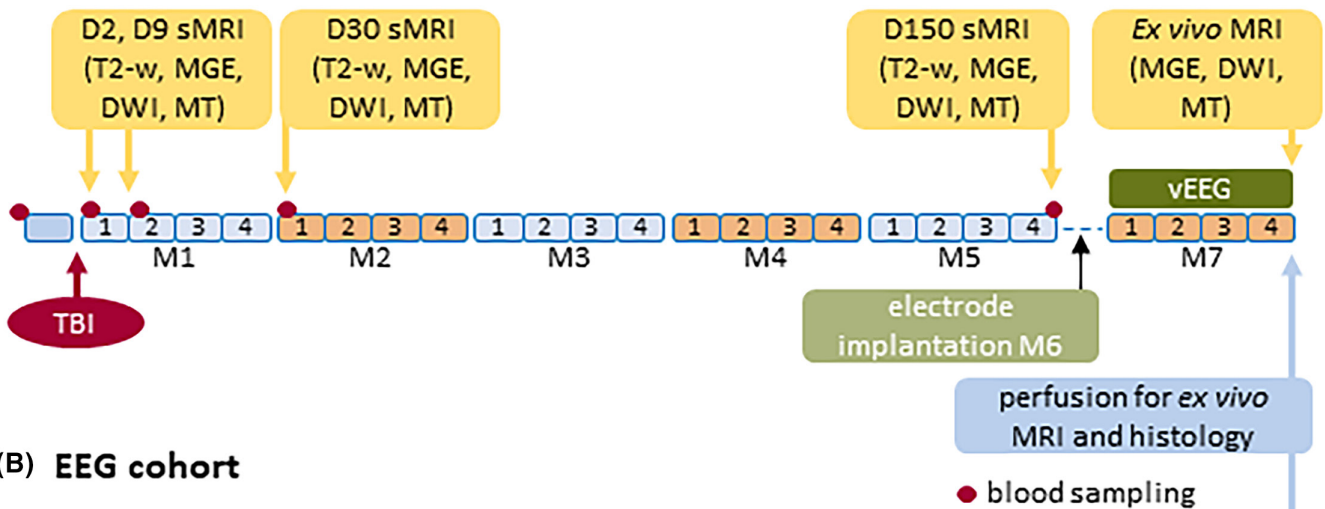 D2, D9 sMRI
(T2-w, MGE,
DWI, MT)
D30 sMRI
(T2-w, MGE,
DWI, MT)
D150 sMRI
(T2-w, MGE,
DWI, MT)
Ex vivo MRI
(MGE, DWI,
MT)
vEEG
1 2 3 4 1 2 3 4 1 2 3 4 1 2 3 4 1 2 3 4 1 2 3 4
M1 M2 M3 M4 M5 M7
TBI
electrode
implantation M6
perfusion for ex vivo
MRI and histology
(B) EEG cohort
blood sampling